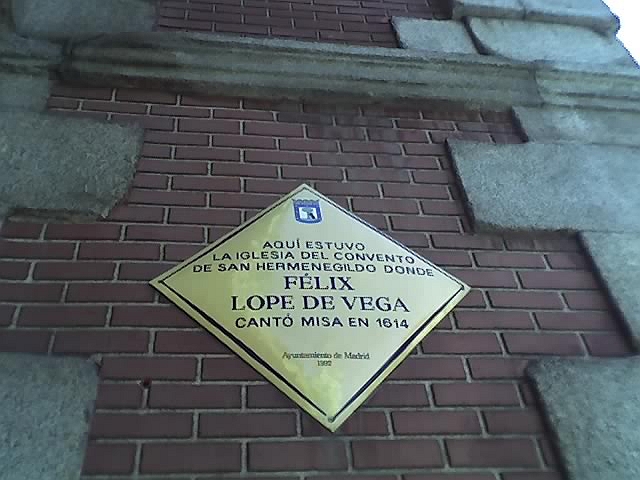 AQUÍ ESTUVO
LA IGLESIA DEL CONVENTO
DE SAN HERMENEGILDO DONDE
FÉLIX
LOPE DE VEGA
CANTÓ MISA EN 1614
Ayuntamiento de Madrid
1992